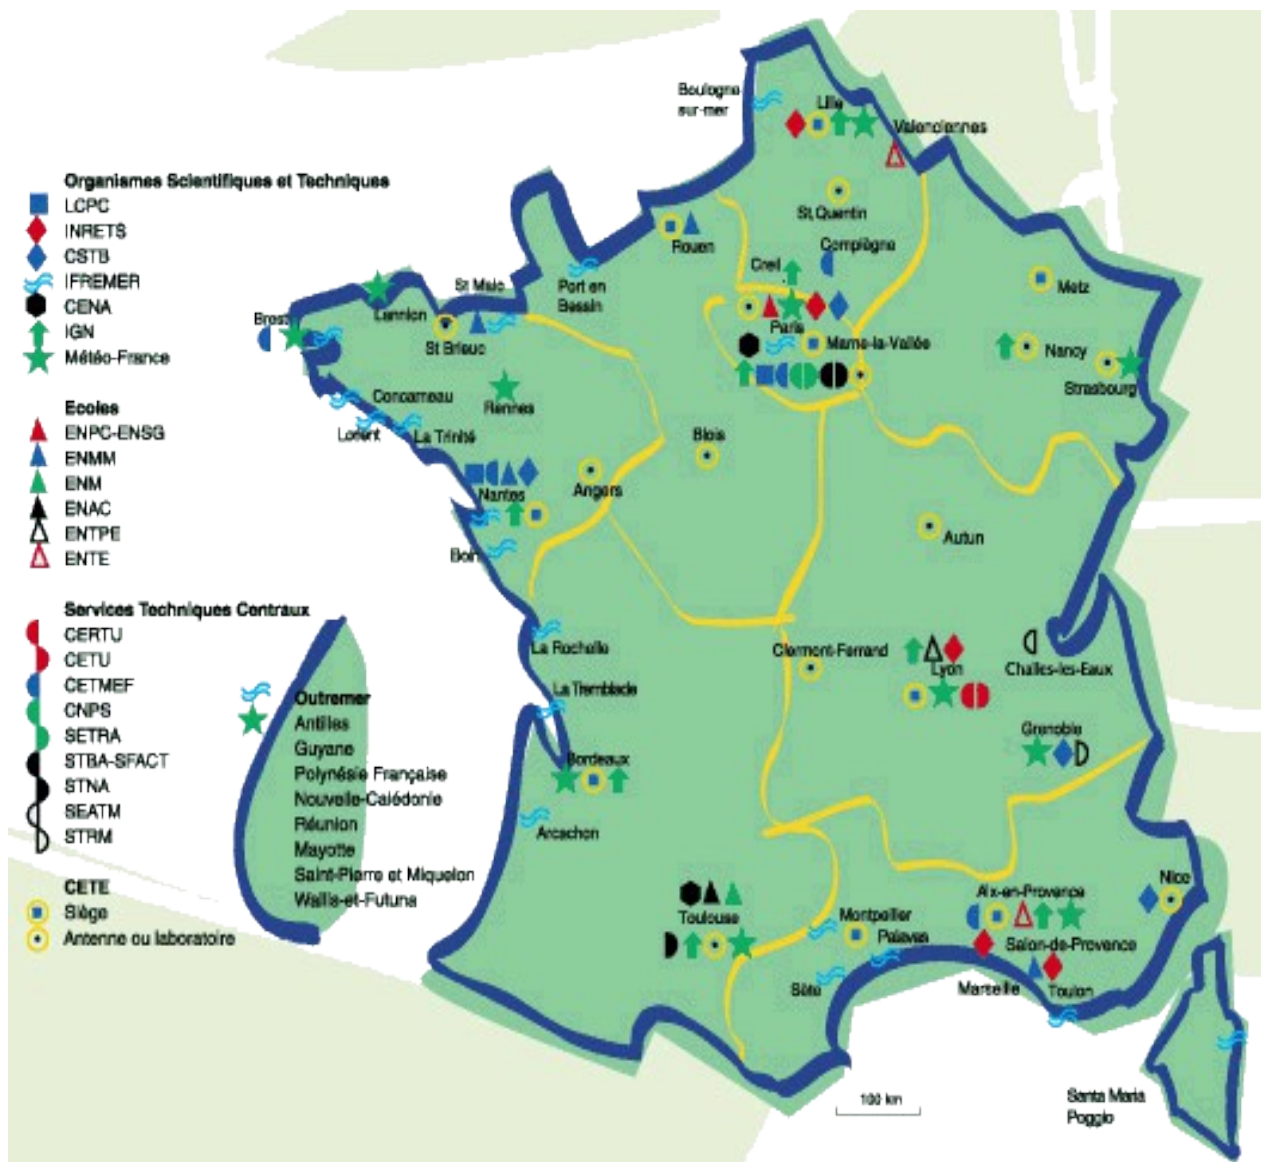 Organismes Scientifiques et Techniques
LCPC
INRETS
CSTB
IFREMER
CENA
IGN
Météo-France
Ecoles
ENPC-ENSG
ENMM
ENM
ENAC
ENTPE
ENTE
Services Techniques Centraux
CERTU
CETU
CETMEF
CNPS
SETRA
STBA-SFACT
STNA
SEATM
STRM
CETE
Siège
Antenne ou laboratoire
Outremer
Antilles
Guyane
Polynésie Française
Nouvelle-Calédonie
Réunion
Mayotte
Saint-Pierre et Miquelon
Wallis-et-Futuna
Boulogne-
sur-mer
Lille
Valenciennes
St Quentin
Rouen
Compiègne
Creil
Metz
St Malo
Port en
Bessin
Brest
Lannion
St Brieuc
Paris
Marne-la-Vallée
Nancy
Strasbourg
Concarneau
Rennes
Lorient
La Trinité
Blois
Nantes
Angers
Autun
Boin
La Rochelle
Clermont-Ferrand
Lyon
Challes-les-Eaux
La Tremblade
Grenoble
Bordeaux
Arcachon
Nice
Aix-en-Provence
Toulouse
Montpellier
Palavas
Salon-de-Provence
Sète
Marseille
Toulon
100 km
Santa Maria
Poggio